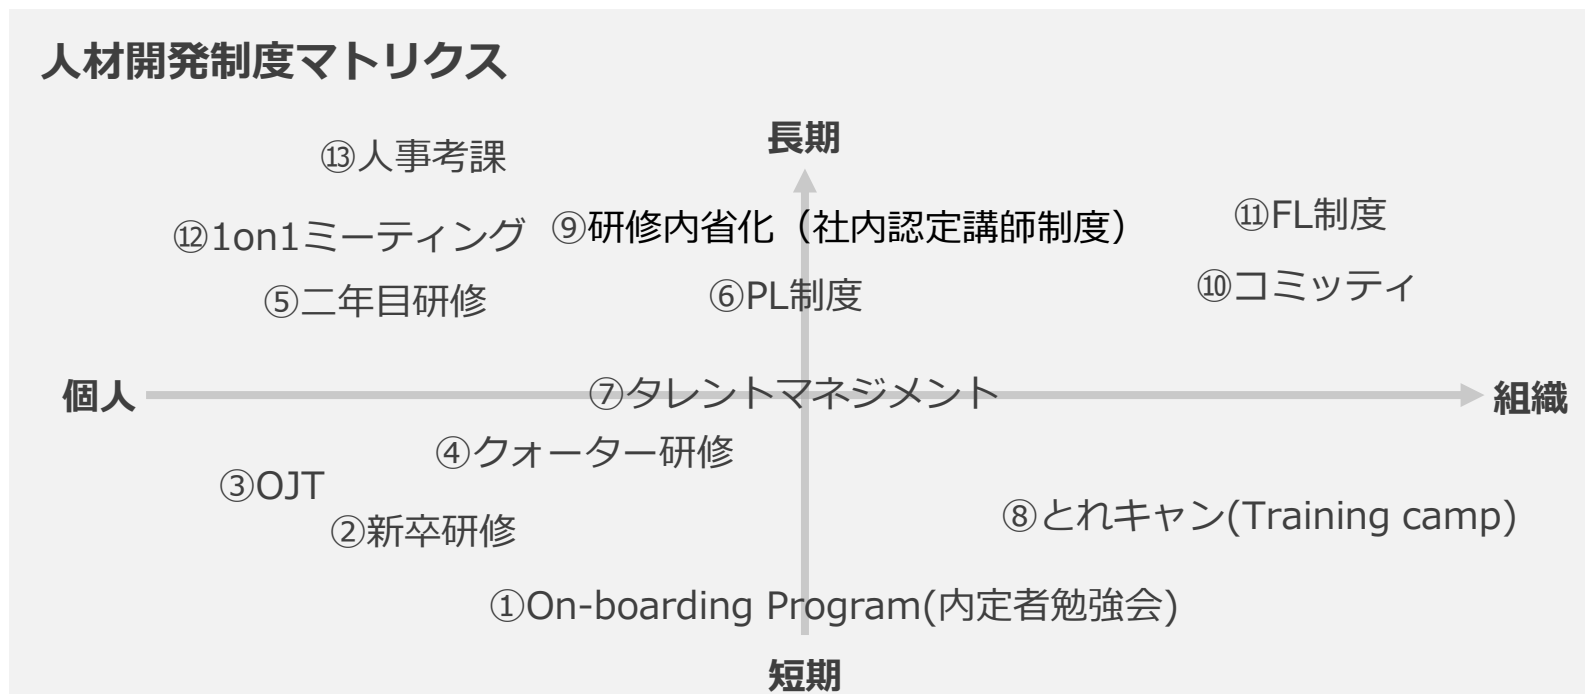 人材開発制度マトリクス
長期
⑬人事考課
⑪FL制度
⑫1on1ミーティング
⑨研修内省化（社内認定講師制度）
⑩コミッティ
⑤二年目研修
⑥PL制度
個人
⑦タレントマネジメント
組織
④クォーター研修
③OJT
②新卒研修
⑧とれキャン(Training camp)
①On-boarding Program(内定者勉強会)
短期